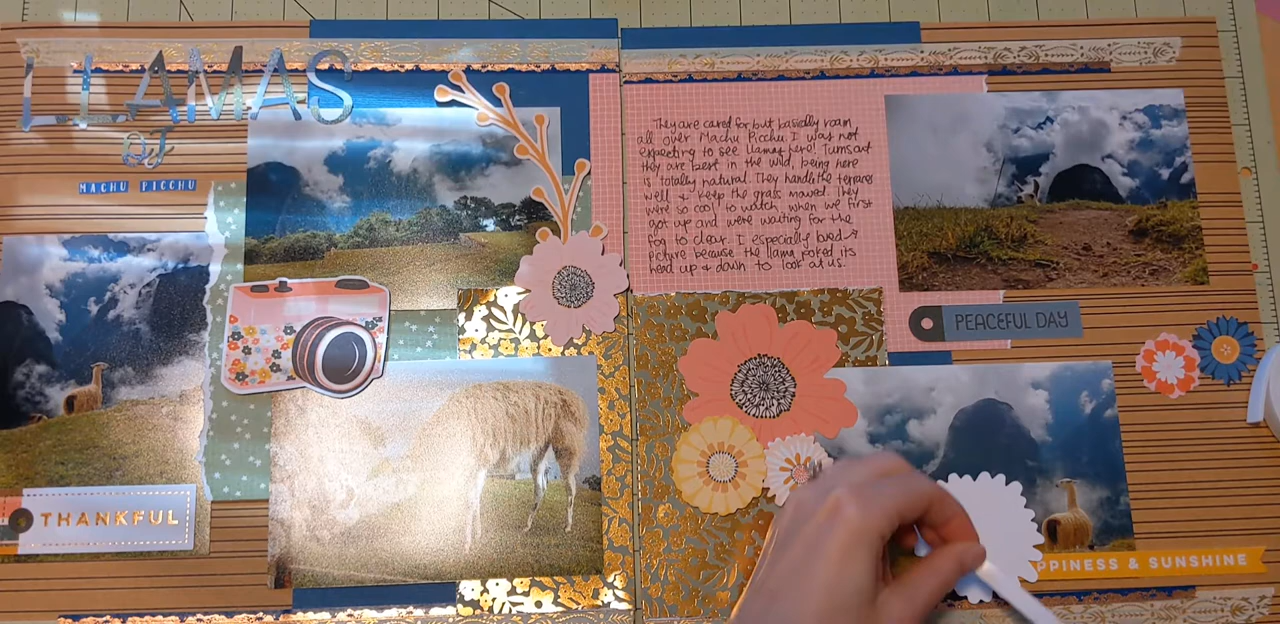 LLAMAS
of
MACHU PICCHU
They are cared for but basically roam
all over Machu Picchu. I was not
expecting to see llamas here! Turns out
they are best in the wild, being here
is totally natural. They handle the terrain
well & keep the grass mowed. They
were so cool to watch, when we first
got up and were waiting for the
fog to clear. I especially loved →
picture because the llama poked its
head up & down to look at us.
PEACEFUL DAY
THANKFUL
PPINESS & SUNSHINE